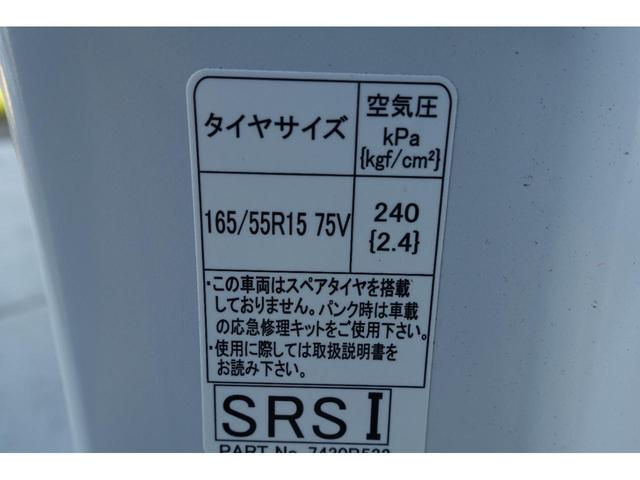 タイヤサイズ
空気圧
kPa
{kgf/cm²}
165/55R15 75V
240
{2.4}
・この車両はスペアタイヤを搭載
しておりません。パンク時は車載
の応急修理キットをご使用下さい。
・使用に際しては取扱説明書を
お読み下さい。
SRS I
PART No.